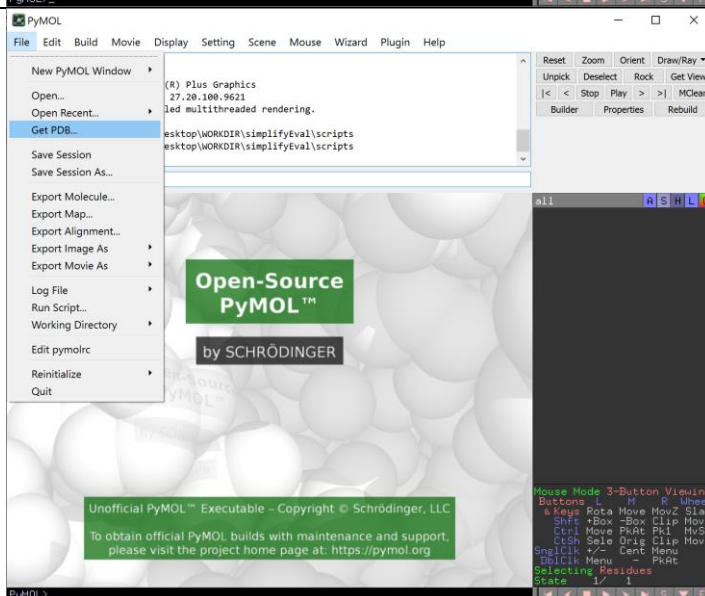 PyMOL
File Edit Build Movie Display Setting Scene Mouse Wizard Plugin Help
New PyMOL Window
Open...
Open Recent...
Get PDB...
Save Session
Save Session As...
Export Molecule...
Export Map...
Export Alignment...
Export Image As
Export Movie As
Log File
Run Script...
Working Directory
Edit pymolrc
Reinitialize
Quit
(R) Plus Graphics
27.20.100.9621
led multithreaded rendering.
esktop\WORKDIR\simplifyEval\scripts
esktop\WORKDIR\simplifyEval\scripts
Reset Zoom Orient Draw/Ray
Unpick Deselect Rock Get View
|< < Stop Play > >| MClear
Builder Properties Rebuild
all A S H L
Open-Source
PyMOL™
by SCHRÖDINGER
Unofficial PyMOL™ Executable – Copyright © Schrödinger, LLC
To obtain official PyMOL builds with maintenance and support,
please visit the project home page at: https://pymol.org
Mouse Mode 3-Button Viewin
Buttons L M R Whee
& Keys Rota Move MovZ Sla
Shft +Box -Box Clip Mov
Ctrl Move PkAt Pk1 MvS
CtSh Sele Orig Clip Mov
SnglClk +/- Cent Menu
DblClk Menu - PkAt
Selecting Residues
State 1/ 1
PyMOL>